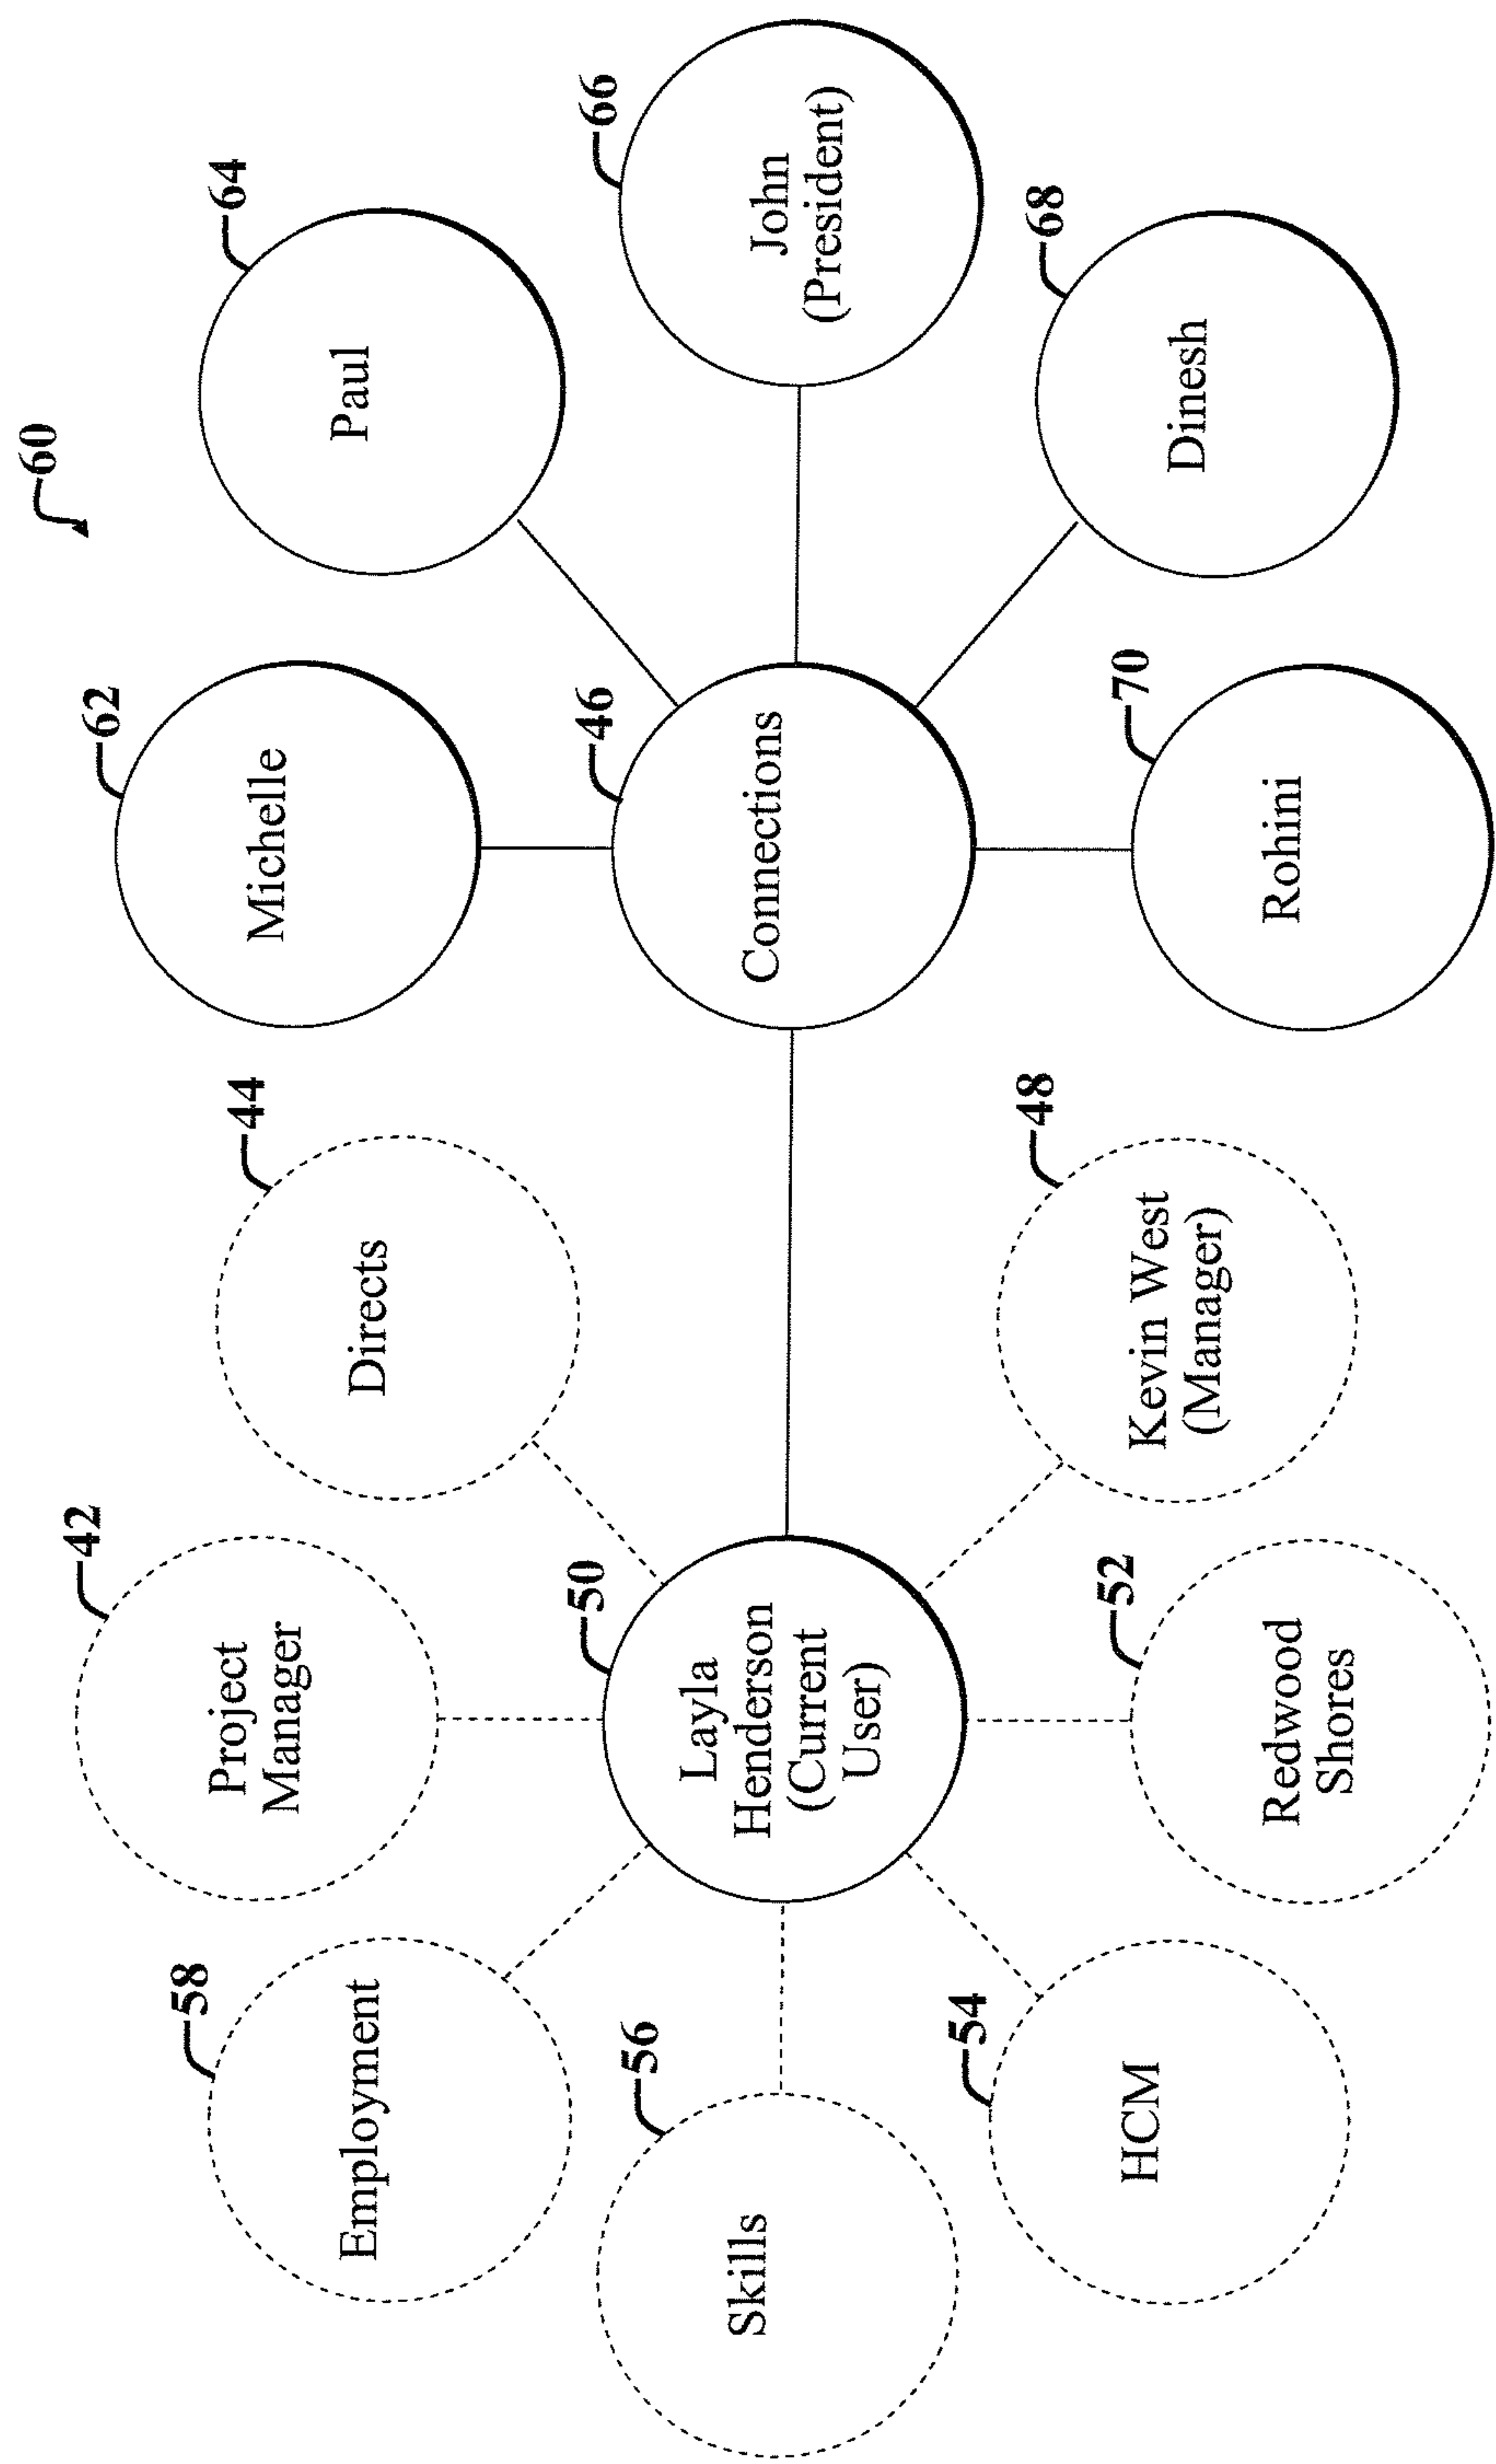 60
42
Project
Manager
44
Directs
62
Michelle
64
Paul
58
Employment
50
Layla
Henderson
(Current
User)
46
Connections
66
John
(President)
56
Skills
54
HCM
52
Redwood
Shores
48
Kevin West
(Manager)
70
Rohini
68
Dinesh